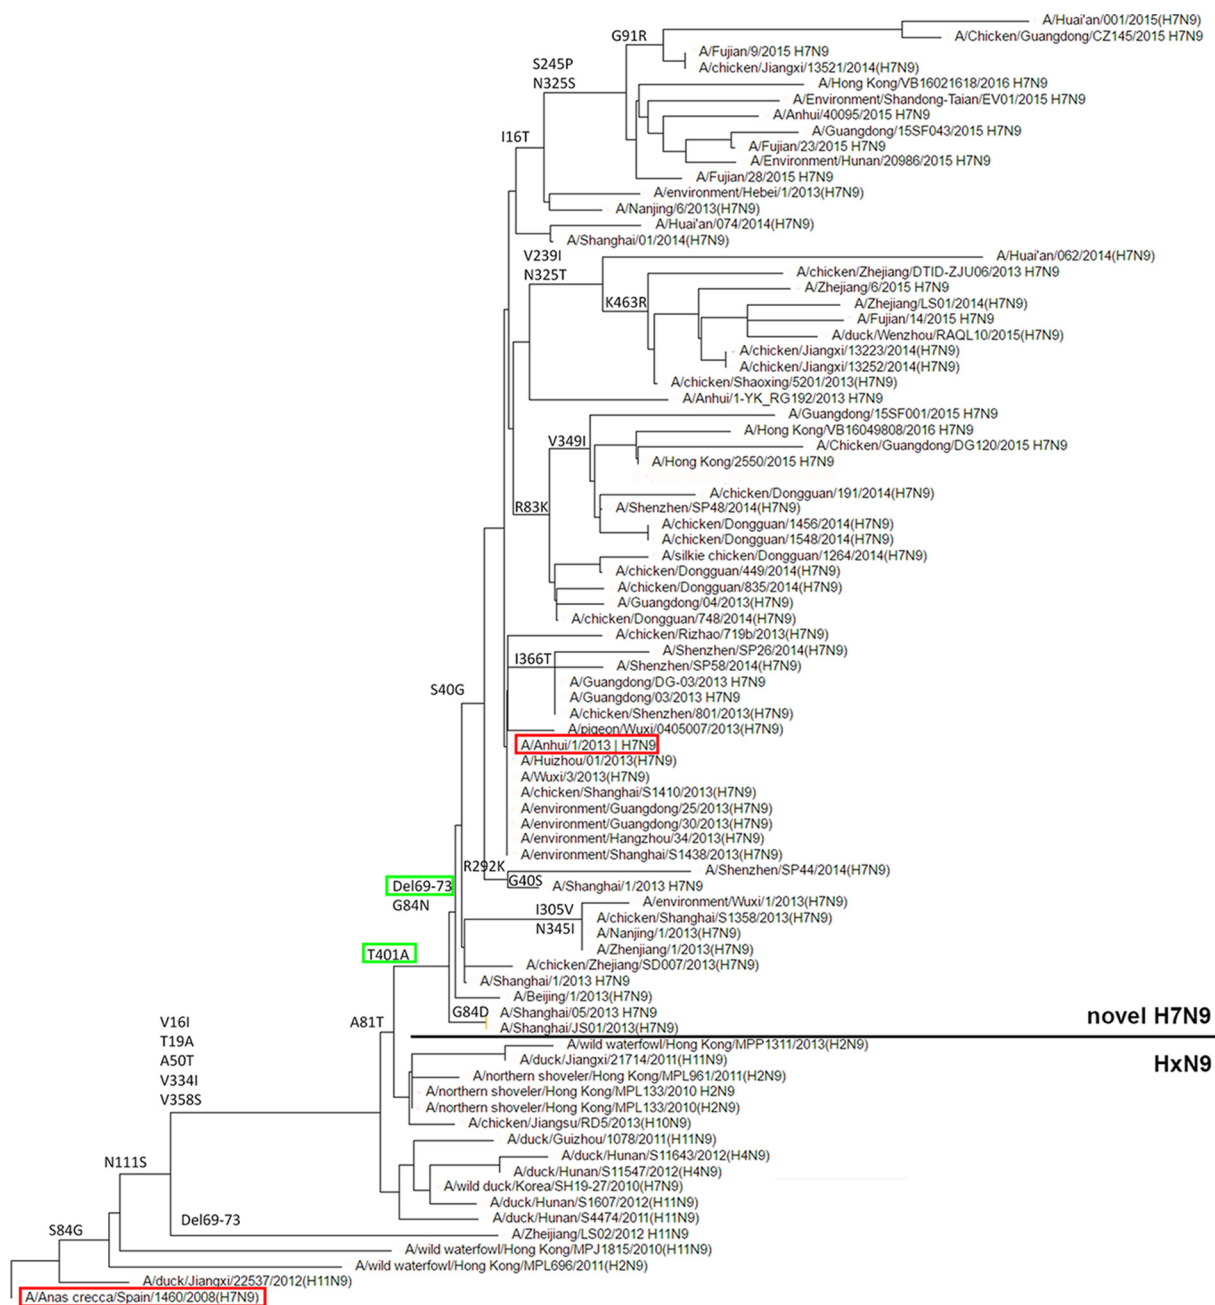 A/Huai'an/001/2015(H7N9)
G91R
A/Chicken/Guangdong/CZ145/2015 H7N9
A/Fujian/9/2015 H7N9
S245P
A/chicken/Jiangxi/13521/2014(H7N9)
N325S
A/Hong Kong/VB16021618/2016 H7N9
A/Environment/Shandong-Taian/EV01/2015 H7N9
A/Anhui/40095/2015 H7N9
I16T
A/Guangdong/15SF043/2015 H7N9
A/Fujian/23/2015 H7N9
A/Environment/Hunan/20986/2015 H7N9
A/Fujian/28/2015 H7N9
A/environment/Hebei/1/2013(H7N9)
A/Nanjing/6/2013(H7N9)
A/Huai'an/074/2014(H7N9)
A/Shanghai/01/2014(H7N9)
V239I
A/Huai'an/062/2014(H7N9)
N325T
A/chicken/Zhejiang/DTID-ZJU06/2013 H7N9
A/Zhejiang/6/2015 H7N9
K463R
A/Zhejiang/LS01/2014(H7N9)
A/Fujian/14/2015 H7N9
A/duck/Wenzhou/RAQL10/2015(H7N9)
A/chicken/Jiangxi/13223/2014(H7N9)
A/chicken/Jiangxi/13252/2014(H7N9)
A/chicken/Shaoxing/5201/2013(H7N9)
A/Anhui/1-YK_RG192/2013 H7N9
A/Guangdong/15SF001/2015 H7N9
A/Hong Kong/VB16049808/2016 H7N9
V349I
A/Chicken/Guangdong/DG120/2015 H7N9
A/Hong Kong/2550/2015 H7N9
A/chicken/Dongguan/191/2014(H7N9)
R83K
A/Shenzhen/SP48/2014(H7N9)
A/chicken/Dongguan/1456/2014(H7N9)
A/chicken/Dongguan/1548/2014(H7N9)
A/silkie chicken/Dongguan/1264/2014(H7N9)
A/chicken/Dongguan/449/2014(H7N9)
A/chicken/Dongguan/835/2014(H7N9)
A/Guangdong/04/2013(H7N9)
A/chicken/Dongguan/748/2014(H7N9)
A/chicken/Rizhao/719b/2013(H7N9)
A/Shenzhen/SP26/2014(H7N9)
I366T
A/Shenzhen/SP58/2014(H7N9)
A/Guangdong/DG-03/2013 H7N9
S40G
A/Guangdong/03/2013 H7N9
A/chicken/Shenzhen/801/2013(H7N9)
A/pigeon/Wuxi/0405007/2013(H7N9)
A/Anhui/1/2013 | H7N9
A/Huizhou/01/2013(H7N9)
A/Wuxi/3/2013(H7N9)
A/chicken/Shanghai/S1410/2013(H7N9)
A/environment/Guangdong/25/2013(H7N9)
A/environment/Guangdong/30/2013(H7N9)
A/environment/Hangzhou/34/2013(H7N9)
A/environment/Shanghai/S1438/2013(H7N9)
R292K
A/Shenzhen/SP44/2014(H7N9)
G40S
Del69-73
A/Shanghai/1/2013 H7N9
G84N
A/environment/Wuxi/1/2013(H7N9)
I305V
A/chicken/Shanghai/S1358/2013(H7N9)
N345I
A/Nanjing/1/2013(H7N9)
A/Zhenjiang/1/2013(H7N9)
T401A
A/chicken/Zhejiang/SD007/2013(H7N9)
A/Shanghai/1/2013 H7N9
A/Beijing/1/2013(H7N9)
G84D
A/Shanghai/05/2013 H7N9
novel H7N9
V16I
A81T
A/Shanghai/JS01/2013(H7N9)
T19A
A/wild waterfowl/Hong Kong/MPP1311/2013(H2N9)
A50T
A/duck/Jiangxi/21714/2011(H11N9)
HxN9
V334I
A/northern shoveler/Hong Kong/MPL961/2011(H2N9)
A/northern shoveler/Hong Kong/MPL133/2010 H2N9
V358S
A/northern shoveler/Hong Kong/MPL133/2010(H2N9)
A/chicken/Jiangsu/RD5/2013(H10N9)
A/duck/Guizhou/1078/2011(H11N9)
N111S
A/duck/Hunan/S11643/2012(H4N9)
A/duck/Hunan/S11547/2012(H4N9)
A/wild duck/Korea/SH19-27/2010(H7N9)
A/duck/Hunan/S1607/2012(H11N9)
Del69-73
A/duck/Hunan/S4474/2011(H11N9)
S84G
A/Zheijiang/LS02/2012 H11N9
A/wild waterfowl/Hong Kong/MPJ1815/2010(H11N9)
A/wild waterfowl/Hong Kong/MPL696/2011(H2N9)
A/duck/Jiangxi/22537/2012(H11N9)
A/Anas crecca/Spain/1460/2008(H7N9)